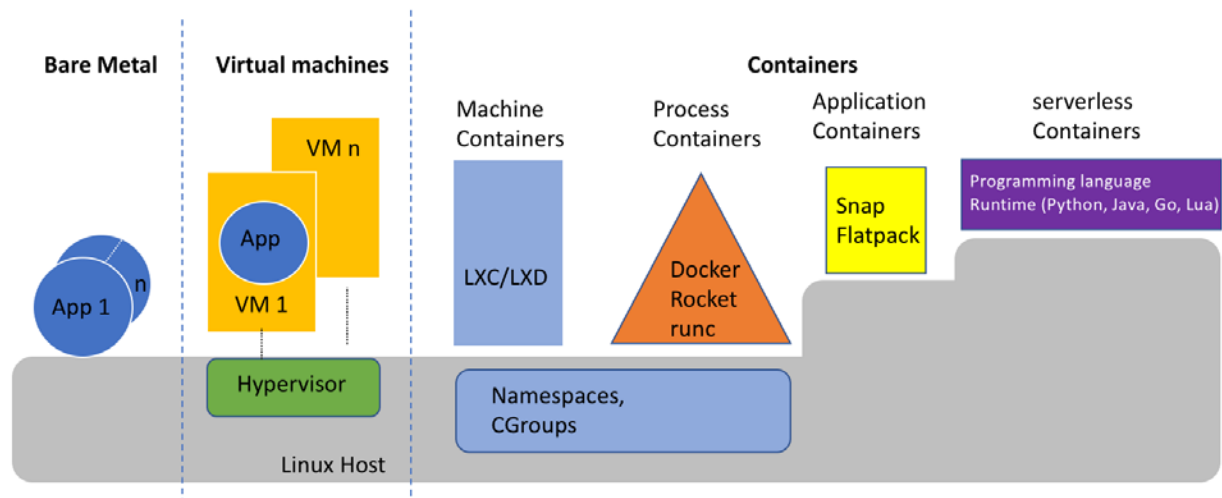 Bare Metal
Virtual machines
Containers
Machine
Containers
Process
Containers
Application
Containers
serverless
Containers
VM n
App
VM 1
n
App 1
LXC/LXD
Docker
Rocket
runc
Snap
Flatpack
Programming language
Runtime (Python, Java, Go, Lua)
Hypervisor
Namespaces,
CGroups
Linux Host